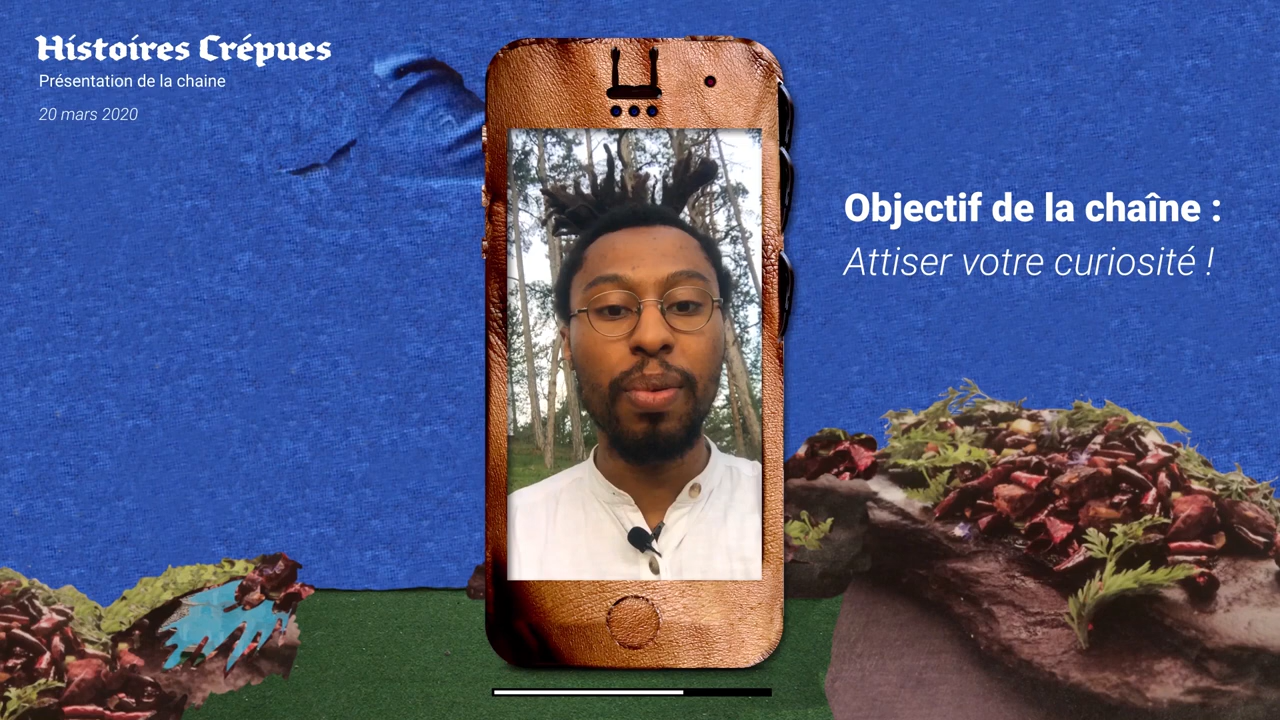 Histoires Crépues
Présentation de la chaine
20 mars 2020
Objectif de la chaîne :
Attiser votre curiosité !